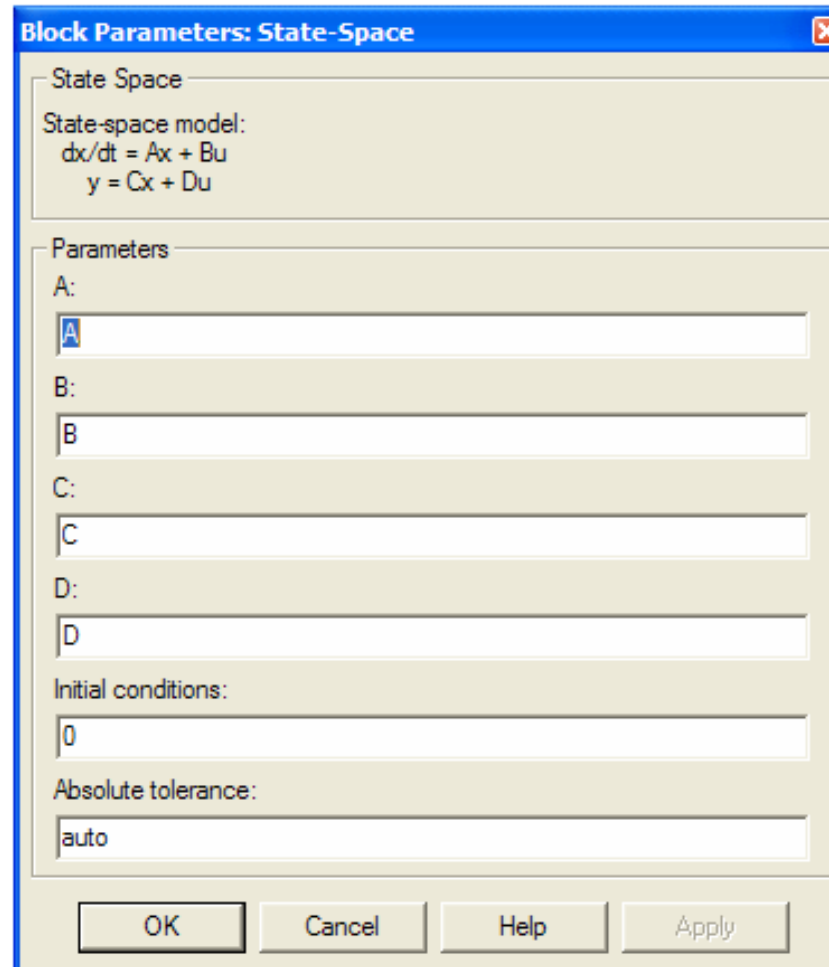 Block Parameters: State-Space
State Space
State-space model:
dx/dt = Ax + Bu
y = Cx + Du
Parameters
A:
A
B:
B
C:
C
D:
D
Initial conditions:
0
Absolute tolerance:
auto
OK Cancel Help Apply